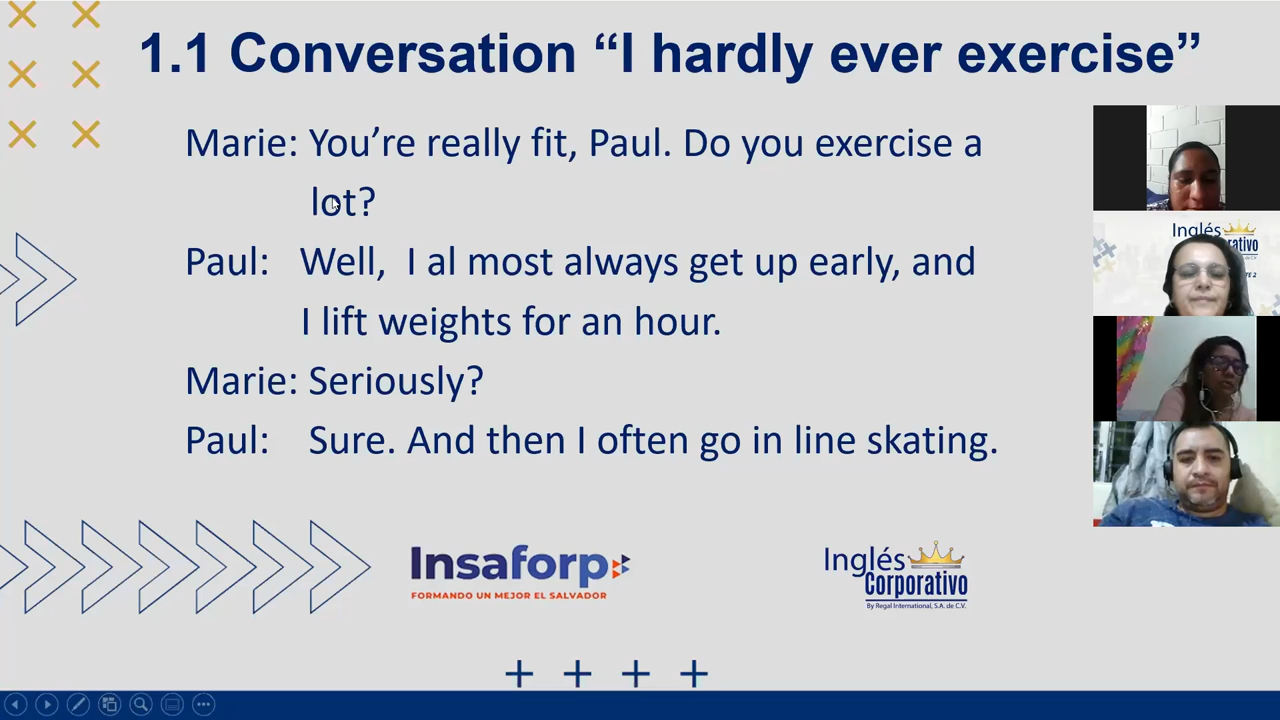 1.1 Conversation “I hardly ever exercise”
Marie: You’re really fit, Paul. Do you exercise a
lot?
Paul: Well, I al most always get up early, and
I lift weights for an hour.
Marie: Seriously?
Paul: Sure. And then I often go in line skating.
Insaforp
FORMANDO UN MEJOR EL SALVADOR
Inglés
Corporativo
By Regal International, S.A. de C.V.
Inglés